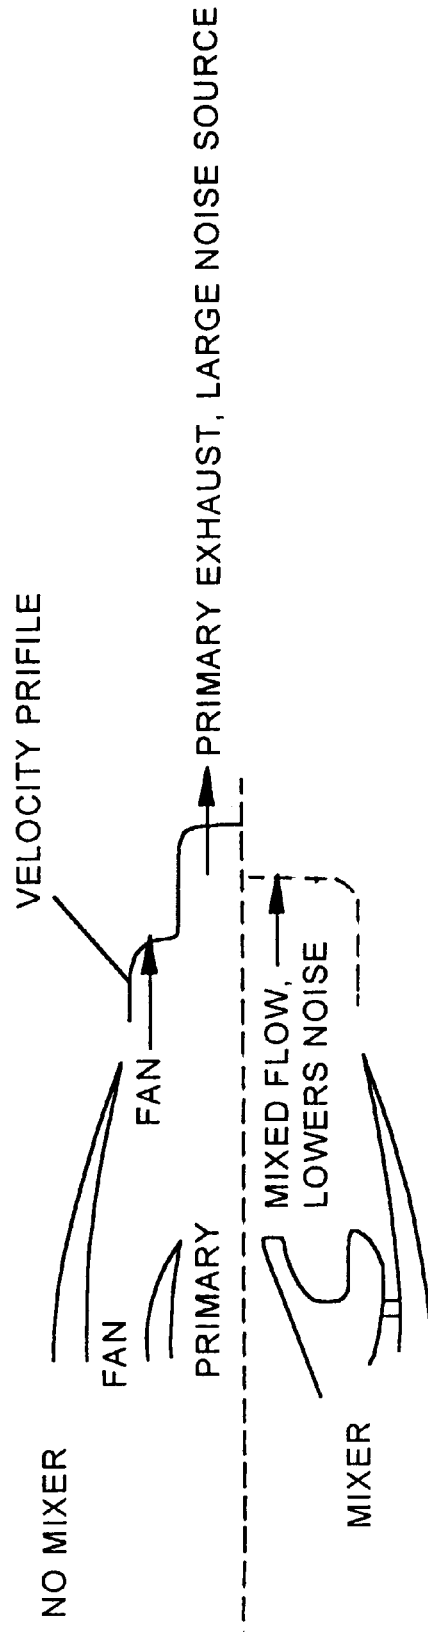 NO MIXER
VELOCITY PRIFILE
FAN
FAN
PRIMARY
PRIMARY EXHAUST, LARGE NOISE SOURCE
MIXED FLOW,
LOWERS NOISE
MIXER